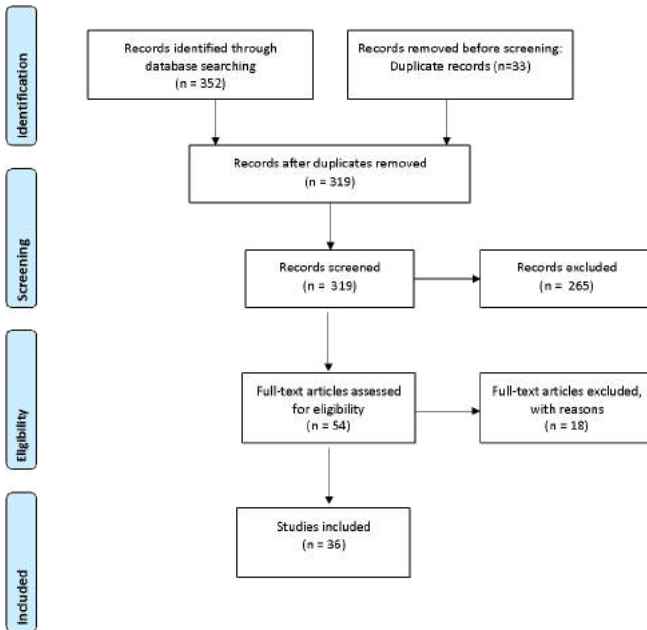 Identification
Records identified through
database searching
(n = 352)
Records removed before screening:
Duplicate records (n=33)
Records after duplicates removed
(n = 319)
Screening
Records screened
(n = 319)
Records excluded
(n = 265)
Eligibility
Full-text articles assessed
for eligibility
(n = 54)
Full-text articles excluded,
with reasons
(n = 18)
Included
Studies included
(n = 36)